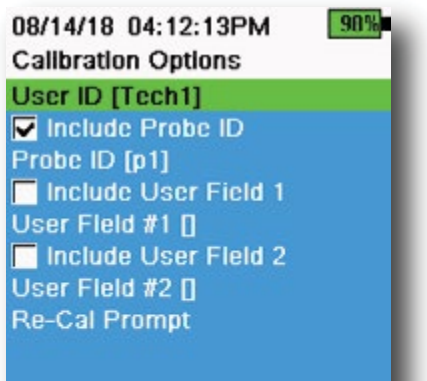 08/14/18 04:12:13PM 90%
Calibration Options
User ID [Tech1]
Include Probe ID
Probe ID [p1]
Include User Field 1
User Field #1 []
Include User Field 2
User Field #2 []
Re-Cal Prompt